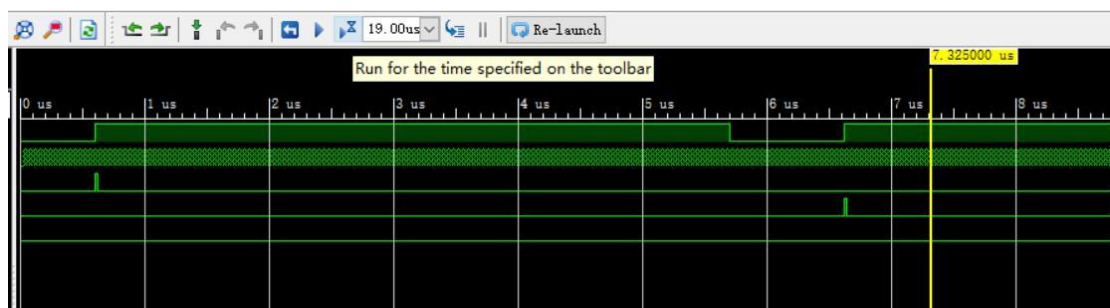 19.00us
Re-launch
7.325000 us
Run for the time specified on the toolbar
0 us
1 us
2 us
3 us
4 us
5 us
6 us
7 us
8 us